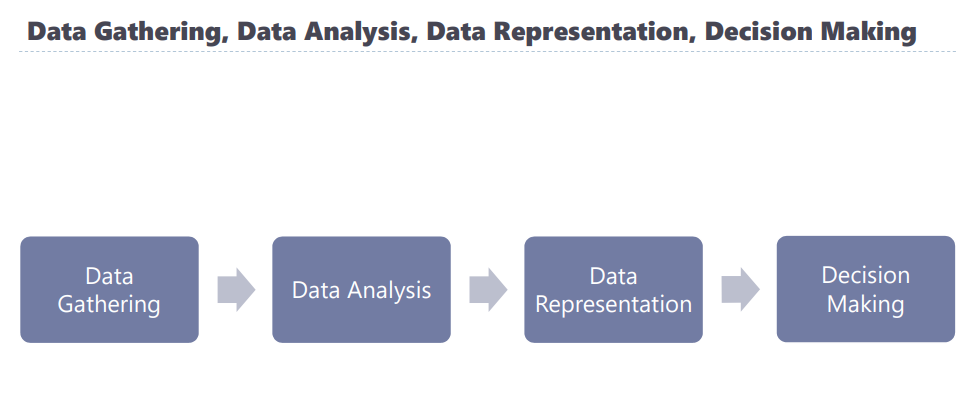 Data Gathering, Data Analysis, Data Representation, Decision Making
Data
Gathering
Data Analysis
Data
Representation
Decision
Making